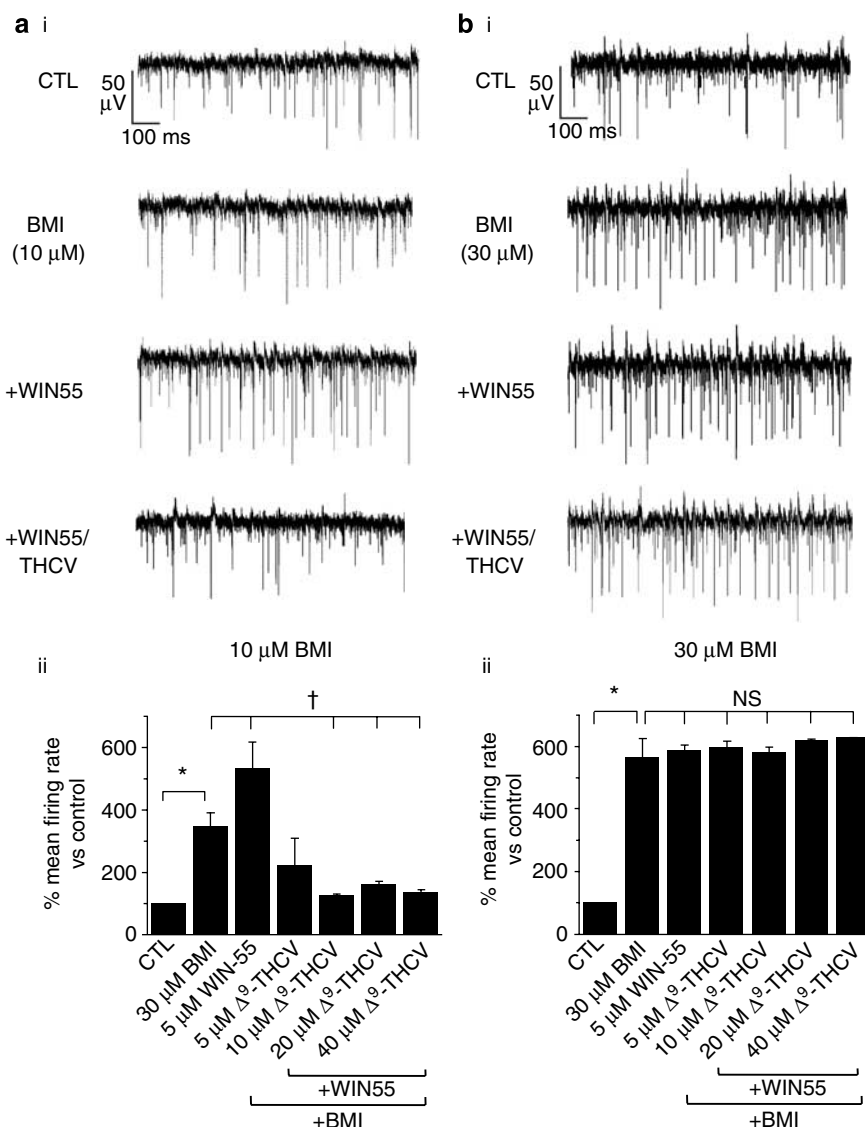 a i
CTL
50
µV
100 ms
BMI
(10 µM)
+WIN55
+WIN55/
THCV
10 µM BMI
ii
†
*
% mean firing rate
vs control
600
400
200
0
CTL
30 µM BMI
5 µM WIN-55
5 µM Δ⁹-THCV
10 µM Δ⁹-THCV
20 µM Δ⁹-THCV
40 µM Δ⁹-THCV
+WIN55
+BMI
b i
CTL
50
µV
100 ms
BMI
(30 µM)
+WIN55
+WIN55/
THCV
30 µM BMI
ii
*
NS
% mean firing rate
vs control
600
400
200
0
CTL
30 µM BMI
5 µM WIN-55
5 µM Δ⁹-THCV
10 µM Δ⁹-THCV
20 µM Δ⁹-THCV
40 µM Δ⁹-THCV
+WIN55
+BMI